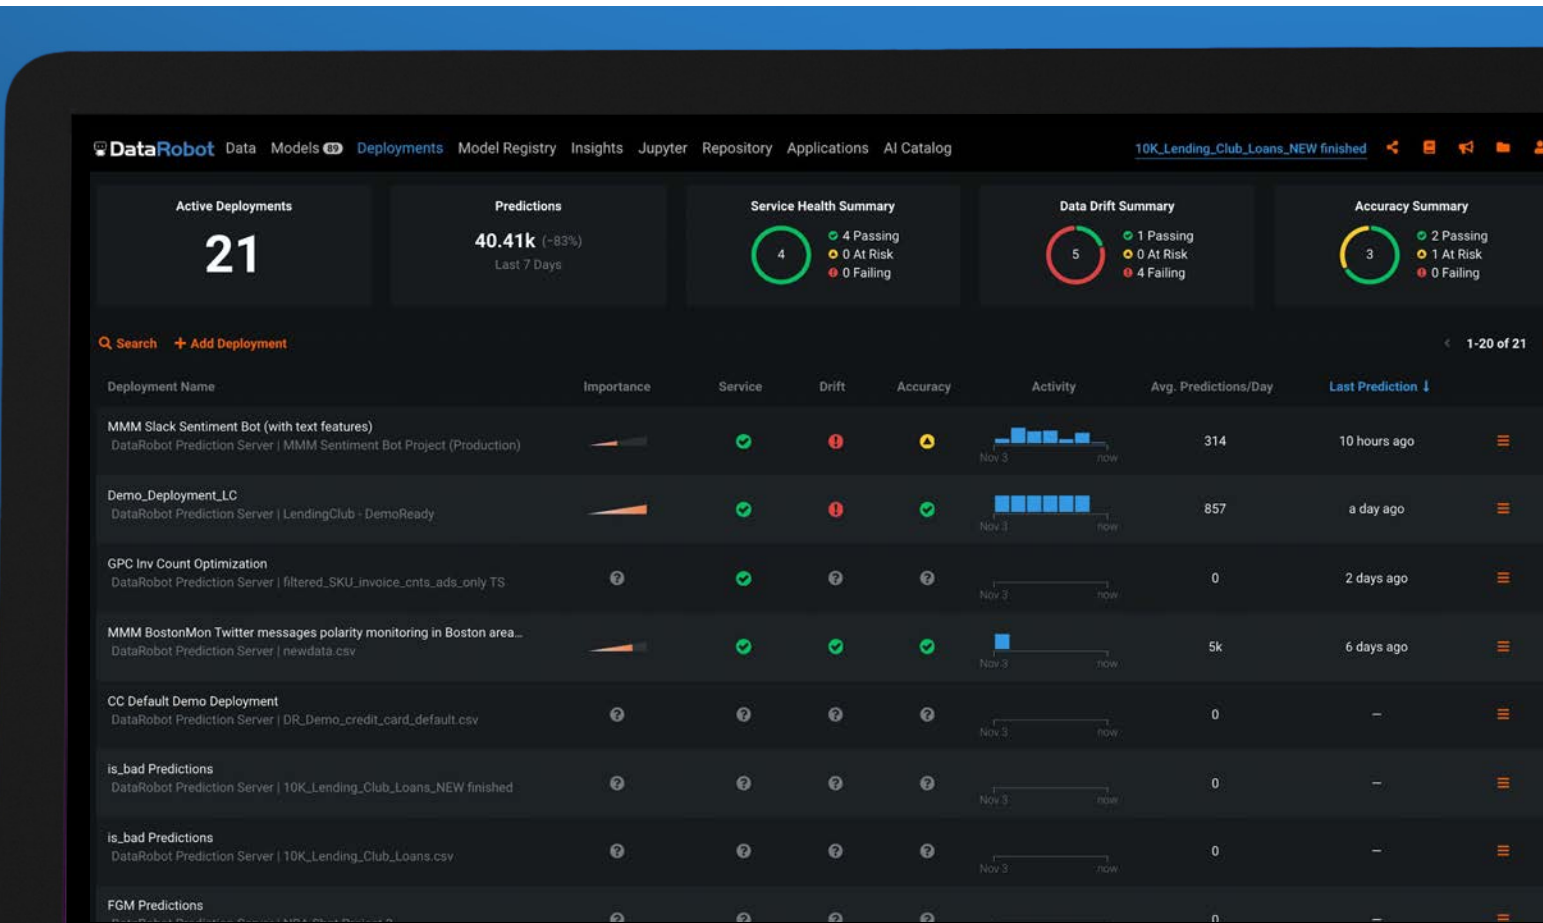 DataRobot Data Models 89 Deployments Model Registry Insights Jupyter Repository Applications AI Catalog 10K_Lending_Club_Loans_NEW finished
Active Deployments
21
Predictions
40.41k (-83%)
Last 7 Days
Service Health Summary
4
4 Passing
0 At Risk
0 Failing
Data Drift Summary
5
1 Passing
0 At Risk
4 Failing
Accuracy Summary
3
2 Passing
1 At Risk
0 Failing
Search + Add Deployment < 1-20 of 21
Deployment Name Importance Service Drift Accuracy Activity Avg. Predictions/Day Last Prediction ↓
MMM Slack Sentiment Bot (with text features)
DataRobot Prediction Server | MMM Sentiment Bot Project (Production)
Nov 3 now
314
10 hours ago
Demo_Deployment_LC
DataRobot Prediction Server | LendingClub - DemoReady
Nov 3 now
857
a day ago
GPC Inv Count Optimization
DataRobot Prediction Server | filtered_SKU_invoice_cnts_ads_only TS
Nov 3 now
0
2 days ago
MMM BostonMon Twitter messages polarity monitoring in Boston area...
DataRobot Prediction Server | newdata.csv
Nov 3 now
5k
6 days ago
CC Default Demo Deployment
DataRobot Prediction Server | DR_Demo_credit_card_default.csv
Nov 3 now
0
–
is_bad Predictions
DataRobot Prediction Server | 10K_Lending_Club_Loans_NEW finished
Nov 3 now
0
–
is_bad Predictions
DataRobot Prediction Server | 10K_Lending_Club_Loans.csv
Nov 3 now
0
–
FGM Predictions
0